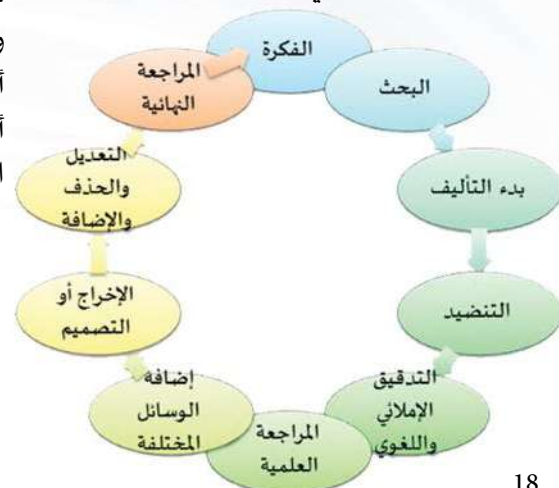 الفكرة
البحث
بدء التأليف
التنضيد
التدقيق
الإملائي
واللغوي
المراجعة
العلمية
إضافة
الوسائل
المختلفة
الإخراج أو
التصميم
التعديل
والحذف
والإضافة
المراجعة
النهائية
18